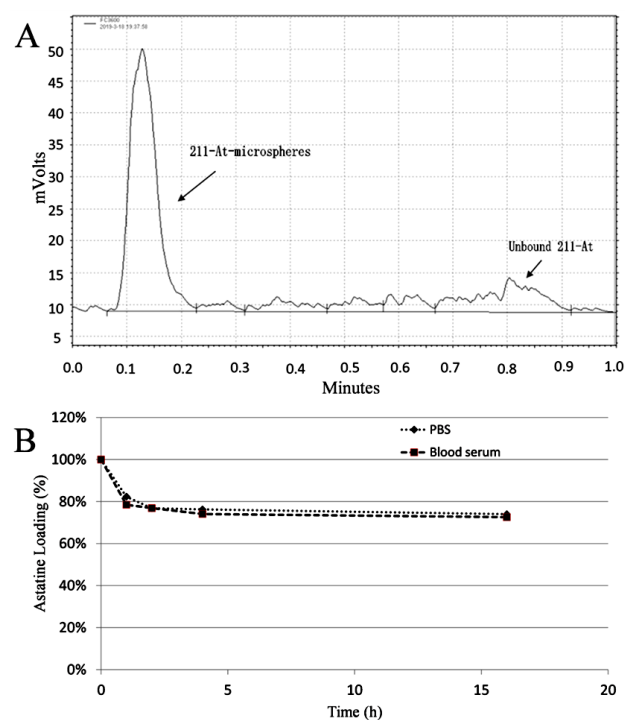 A
FC3600
mVolts
50
45
40
35
30
25
20
15
10
5
211-At-microspheres
Unbound 211-At
0.0 0.1 0.2 0.3 0.4 0.5 0.6 0.7 0.8 0.9 1.0
Minutes
B
120%
100%
80%
60%
40%
20%
0%
Astatine Loading (%)
PBS
Blood serum
0 5 10 15 20
Time (h)